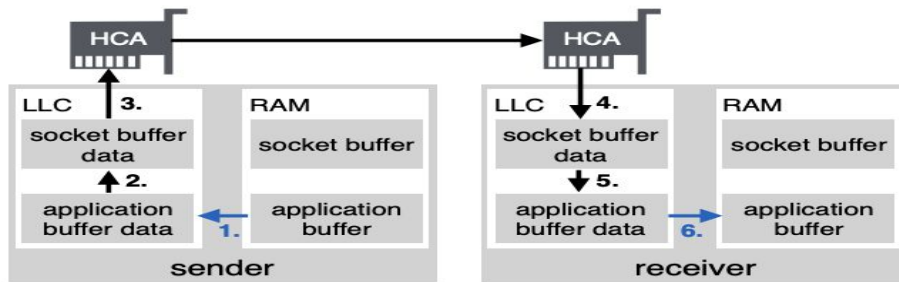 HCA
HCA
3.
4.
LLC
RAM
LLC
RAM
socket buffer
data
socket buffer
socket buffer
data
socket buffer
2.
5.
application
buffer data
1.
application
buffer
application
buffer data
6.
application
buffer
sender
receiver